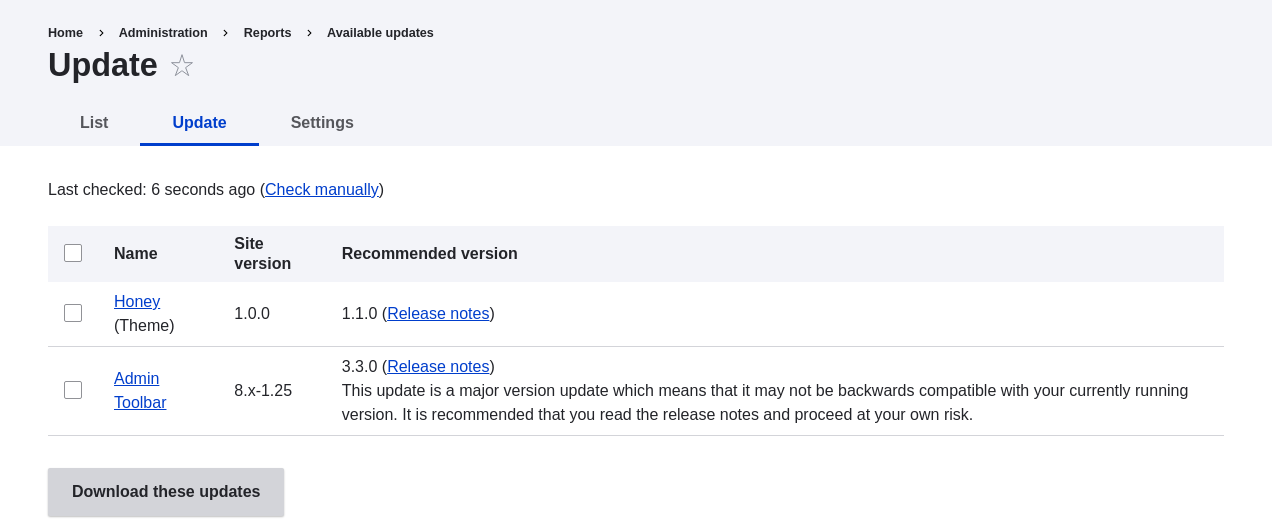 Home > Administration > Reports > Available updates
Update ☆
List Update Settings
Last checked: 6 seconds ago (Check manually)
Name Site version Recommended version
Honey (Theme) 1.0.0 1.1.0 (Release notes)
Admin Toolbar 8.x-1.25 3.3.0 (Release notes)
This update is a major version update which means that it may not be backwards compatible with your currently running
version. It is recommended that you read the release notes and proceed at your own risk.
Download these updates